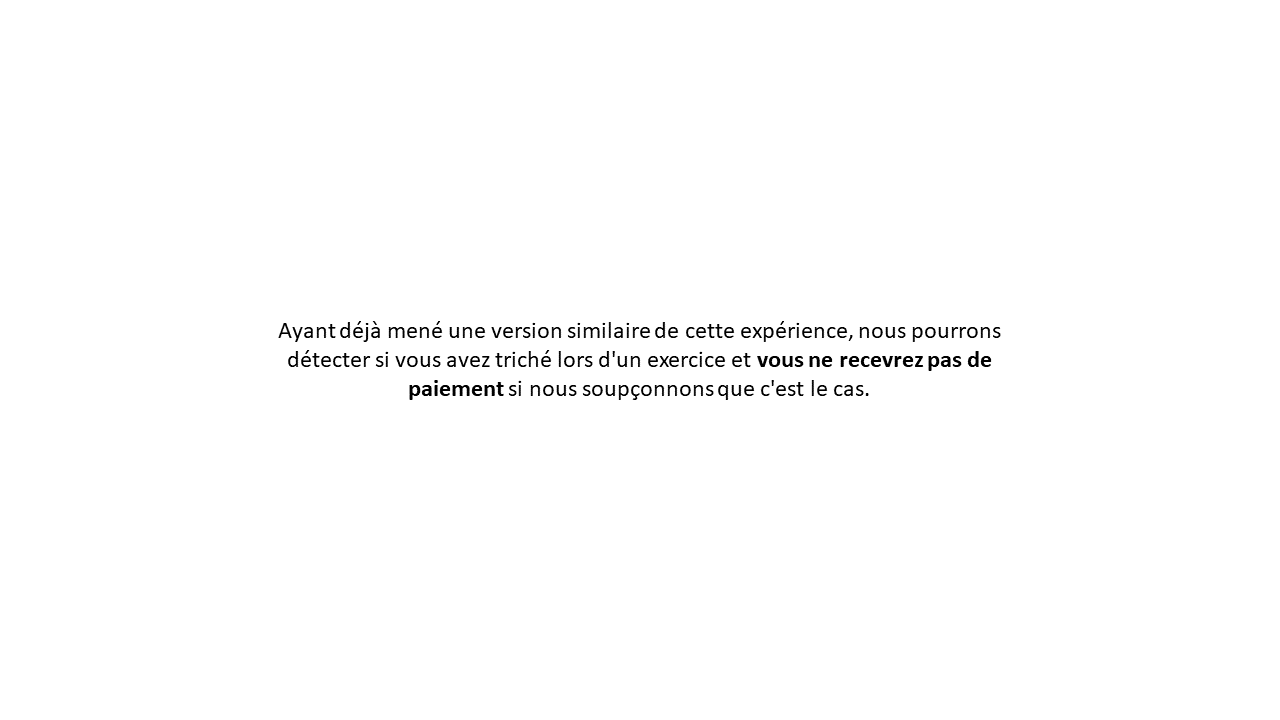 Ayant déjà mené une version similaire de cette expérience, nous pourrons
détecter si vous avez triché lors d'un exercice et vous ne recevrez pas de
paiement si nous soupçonnons que c'est le cas.